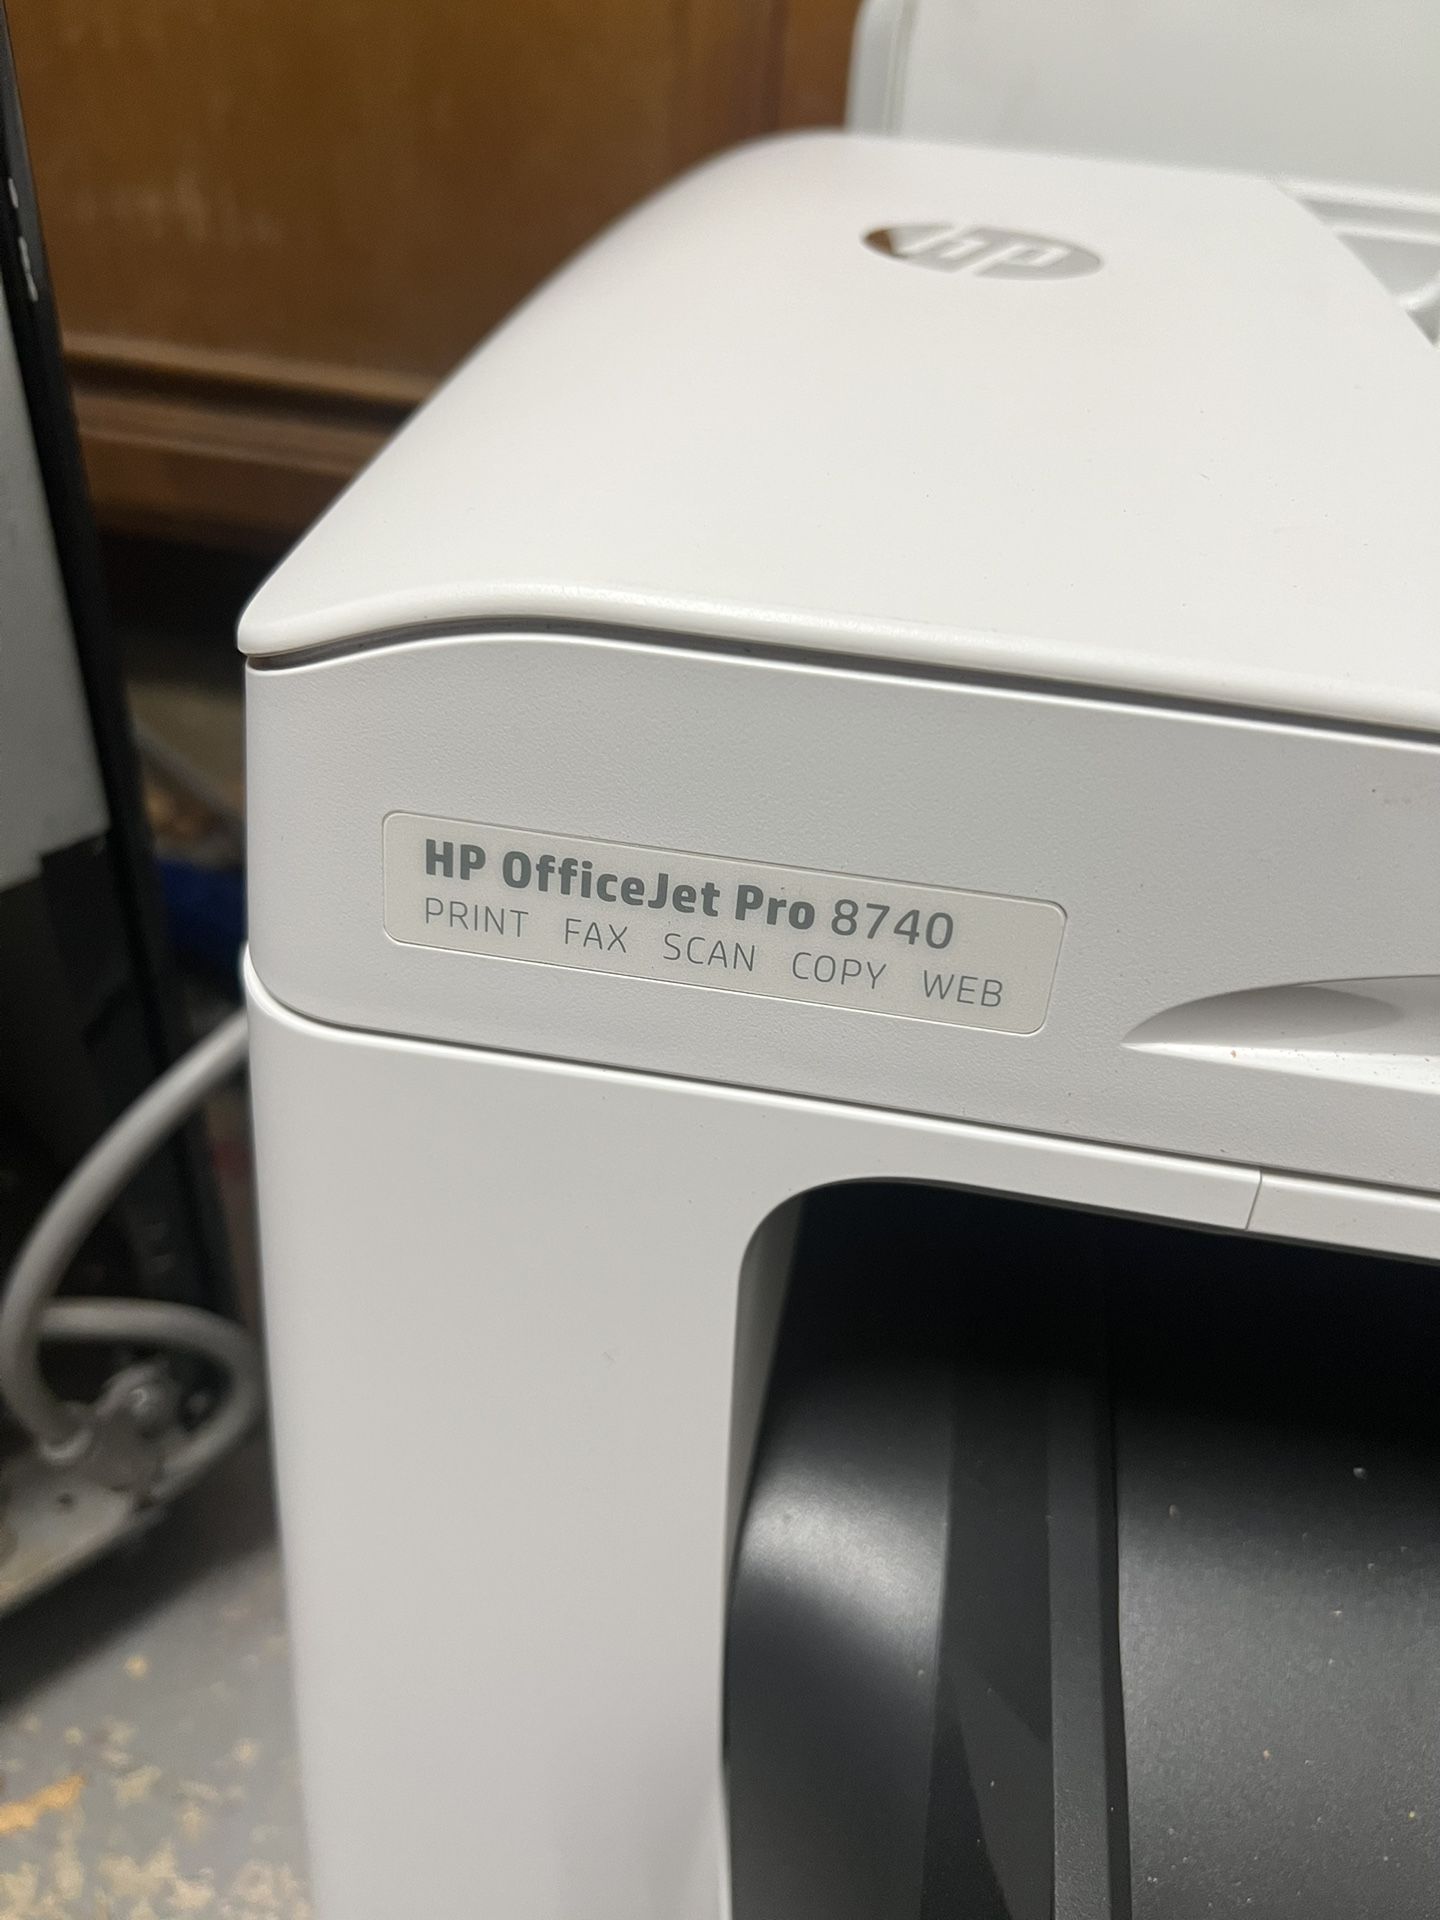 hp
HP OfficeJet Pro 8740
PRINT FAX SCAN COPY WEB